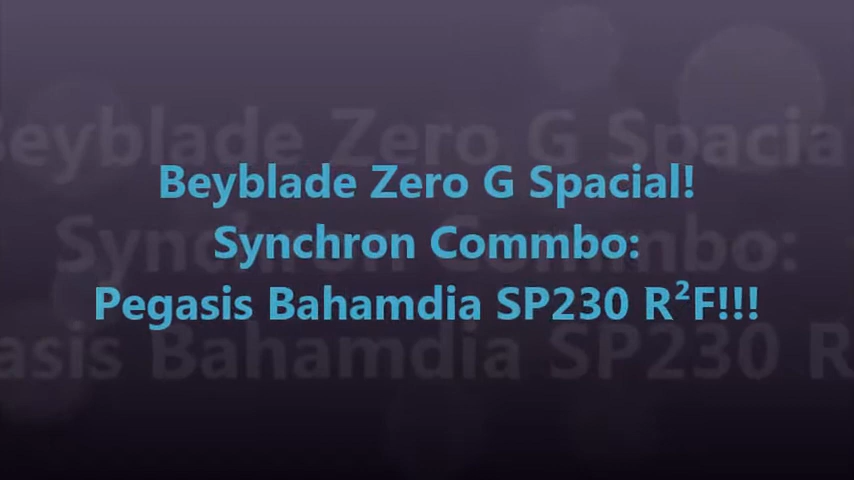 Beyblade Zero G Spacial!
Synchron Commbo:
Pegasis Bahamdia SP230 R²F!!!